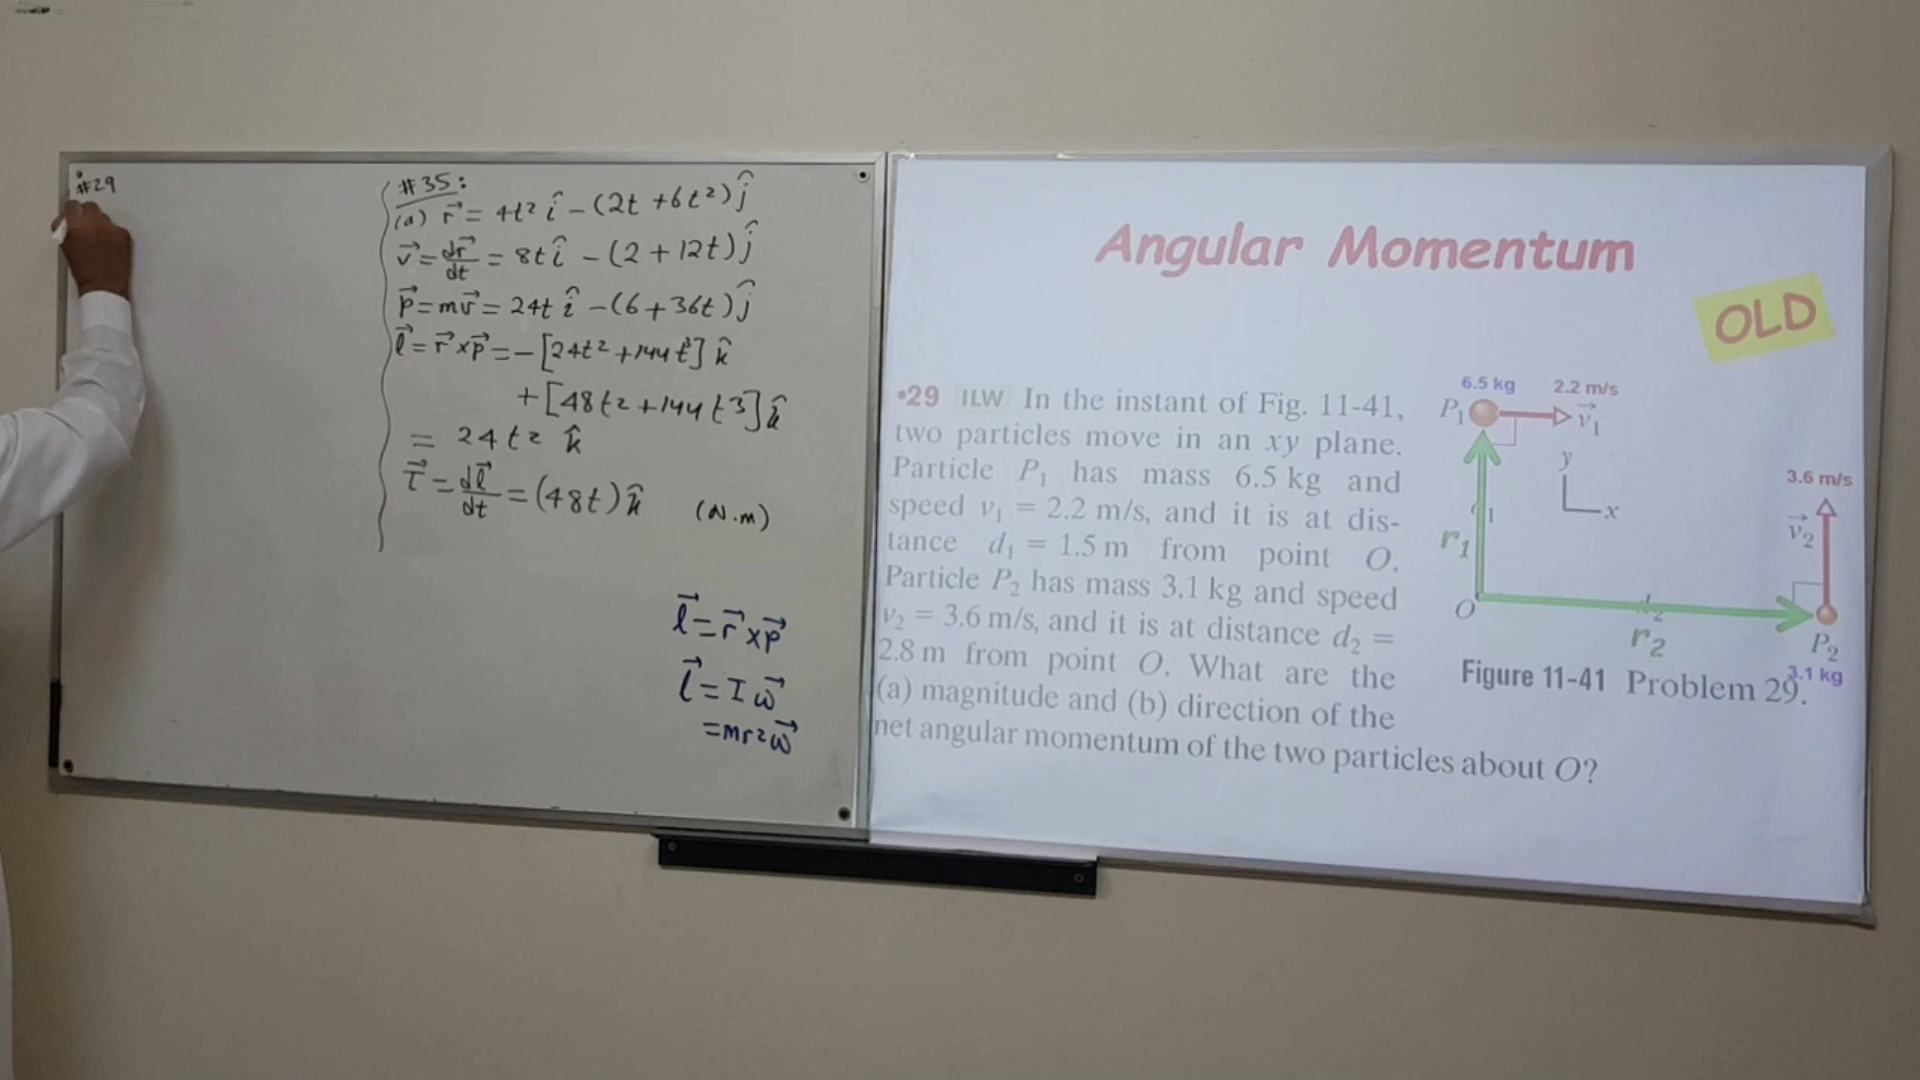 #29
#35:
(a) r⃗ = 4t² î - (2t + 6t²) ĵ
v⃗ = dr⃗/dt = 8t î - (2 + 12t) ĵ
p⃗ = mv⃗ = 24t î - (6 + 36t) ĵ
l⃗ = r⃗ × p⃗ = - [24t² + 144t³] k̂
+ [48t² + 144t³] k̂
= 24t² k̂
τ⃗ = dl⃗/dt = (48t) k̂ (N.m)
l⃗ = r⃗ × p⃗
l⃗ = I ω⃗
= mr² ω⃗
Angular Momentum
OLD
•29 ILW In the instant of Fig. 11-41,
two particles move in an xy plane.
Particle P₁ has mass 6.5 kg and
speed v₁ = 2.2 m/s, and it is at dis-
tance d₁ = 1.5 m from point O.
Particle P₂ has mass 3.1 kg and speed
v₂ = 3.6 m/s, and it is at distance d₂ =
2.8 m from point O. What are the
(a) magnitude and (b) direction of the
net angular momentum of the two particles about O?
6.5 kg 2.2 m/s
P₁ v⃗₁
y
x
3.6 m/s
v⃗₂
r₁
O
d₂
r₂
P₂
3.1 kg
Figure 11-41 Problem 29.